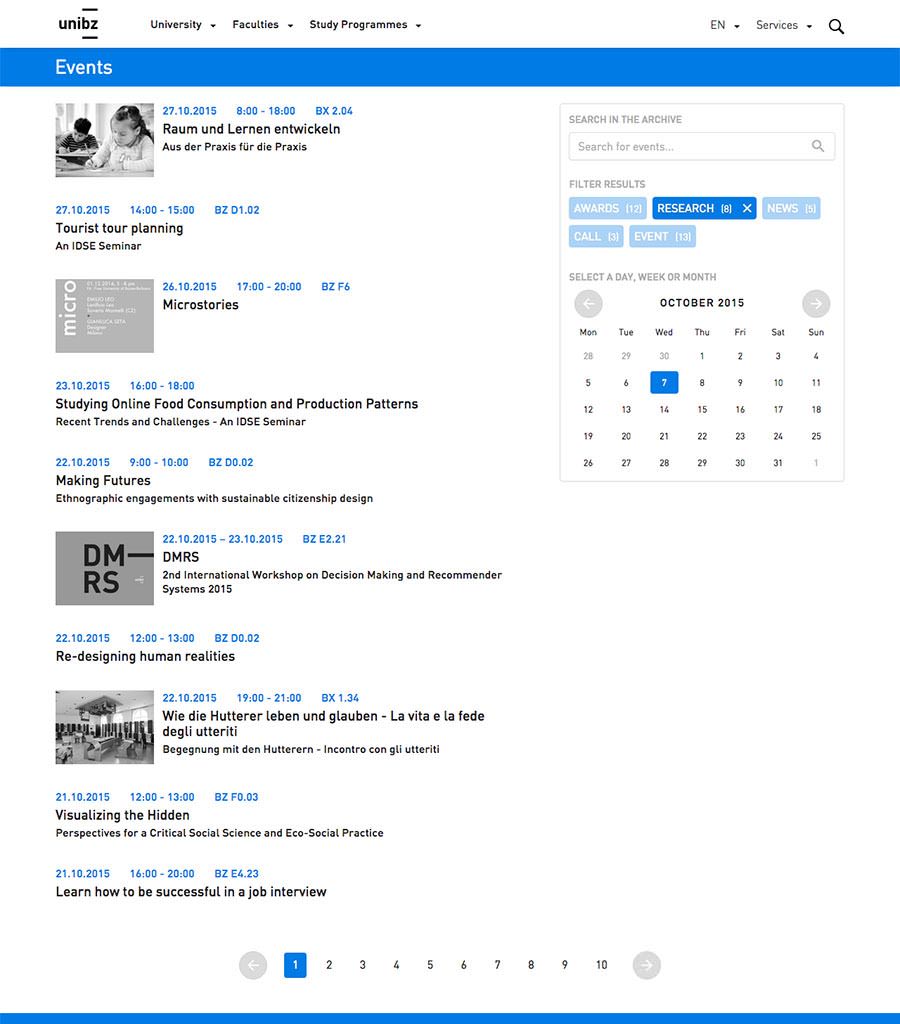 unibz
University
Faculties
Study Programmes
EN
Services
Events
27.10.2015 8:00 - 18:00 BX 2.04
Raum und Lernen entwickeln
Aus der Praxis für die Praxis
27.10.2015 14:00 - 15:00 BZ D1.02
Tourist tour planning
An IDSE Seminar
micro
01.12.2016, 5 - 6 pm
EMILIO LEO
GIANLUCA SETA
Designer
Milano
26.10.2015 17:00 - 20:00 BZ F6
Microstories
23.10.2015 16:00 - 18:00
Studying Online Food Consumption and Production Patterns
Recent Trends and Challenges - An IDSE Seminar
22.10.2015 9:00 - 10:00 BZ D0.02
Making Futures
Ethnographic engagements with sustainable citizenship design
DM—
RS
22.10.2015 – 23.10.2015 BZ E2.21
DMRS
2nd International Workshop on Decision Making and Recommender
Systems 2015
22.10.2015 12:00 - 13:00 BZ D0.02
Re-designing human realities
22.10.2015 19:00 - 21:00 BX 1.34
Wie die Hutterer leben und glauben - La vita e la fede
degli utteriti
Begegnung mit den Hutterern - Incontro con gli utteriti
21.10.2015 12:00 - 13:00 BZ F0.03
Visualizing the Hidden
Perspectives for a Critical Social Science and Eco-Social Practice
21.10.2015 16:00 - 20:00 BZ E4.23
Learn how to be successful in a job interview
SEARCH IN THE ARCHIVE
Search for events...
FILTER RESULTS
AWARDS (12) RESEARCH (8) NEWS (5)
CALL (3) EVENT (13)
SELECT A DAY, WEEK OR MONTH
OCTOBER 2015
Mon Tue Wed Thu Fri Sat Sun
28 29 30 1 2 3 4
5 6 7 8 9 10 11
12 13 14 15 16 17 18
19 20 21 22 23 24 25
26 27 28 29 30 31 1
1 2 3 4 5 6 7 8 9 10